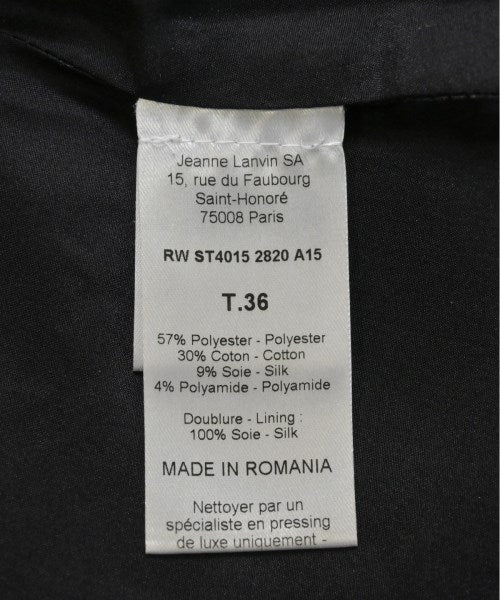 Jeanne Lanvin SA
15, rue du Faubourg
Saint-Honoré
75008 Paris
RW ST4015 2820 A15
T.36
57% Polyester - Polyester
30% Coton - Cotton
9% Soie - Silk
4% Polyamide - Polyamide
Doublure - Lining :
100% Soie - Silk
MADE IN ROMANIA
Nettoyer par un
spécialiste en pressing
de luxe uniquement -